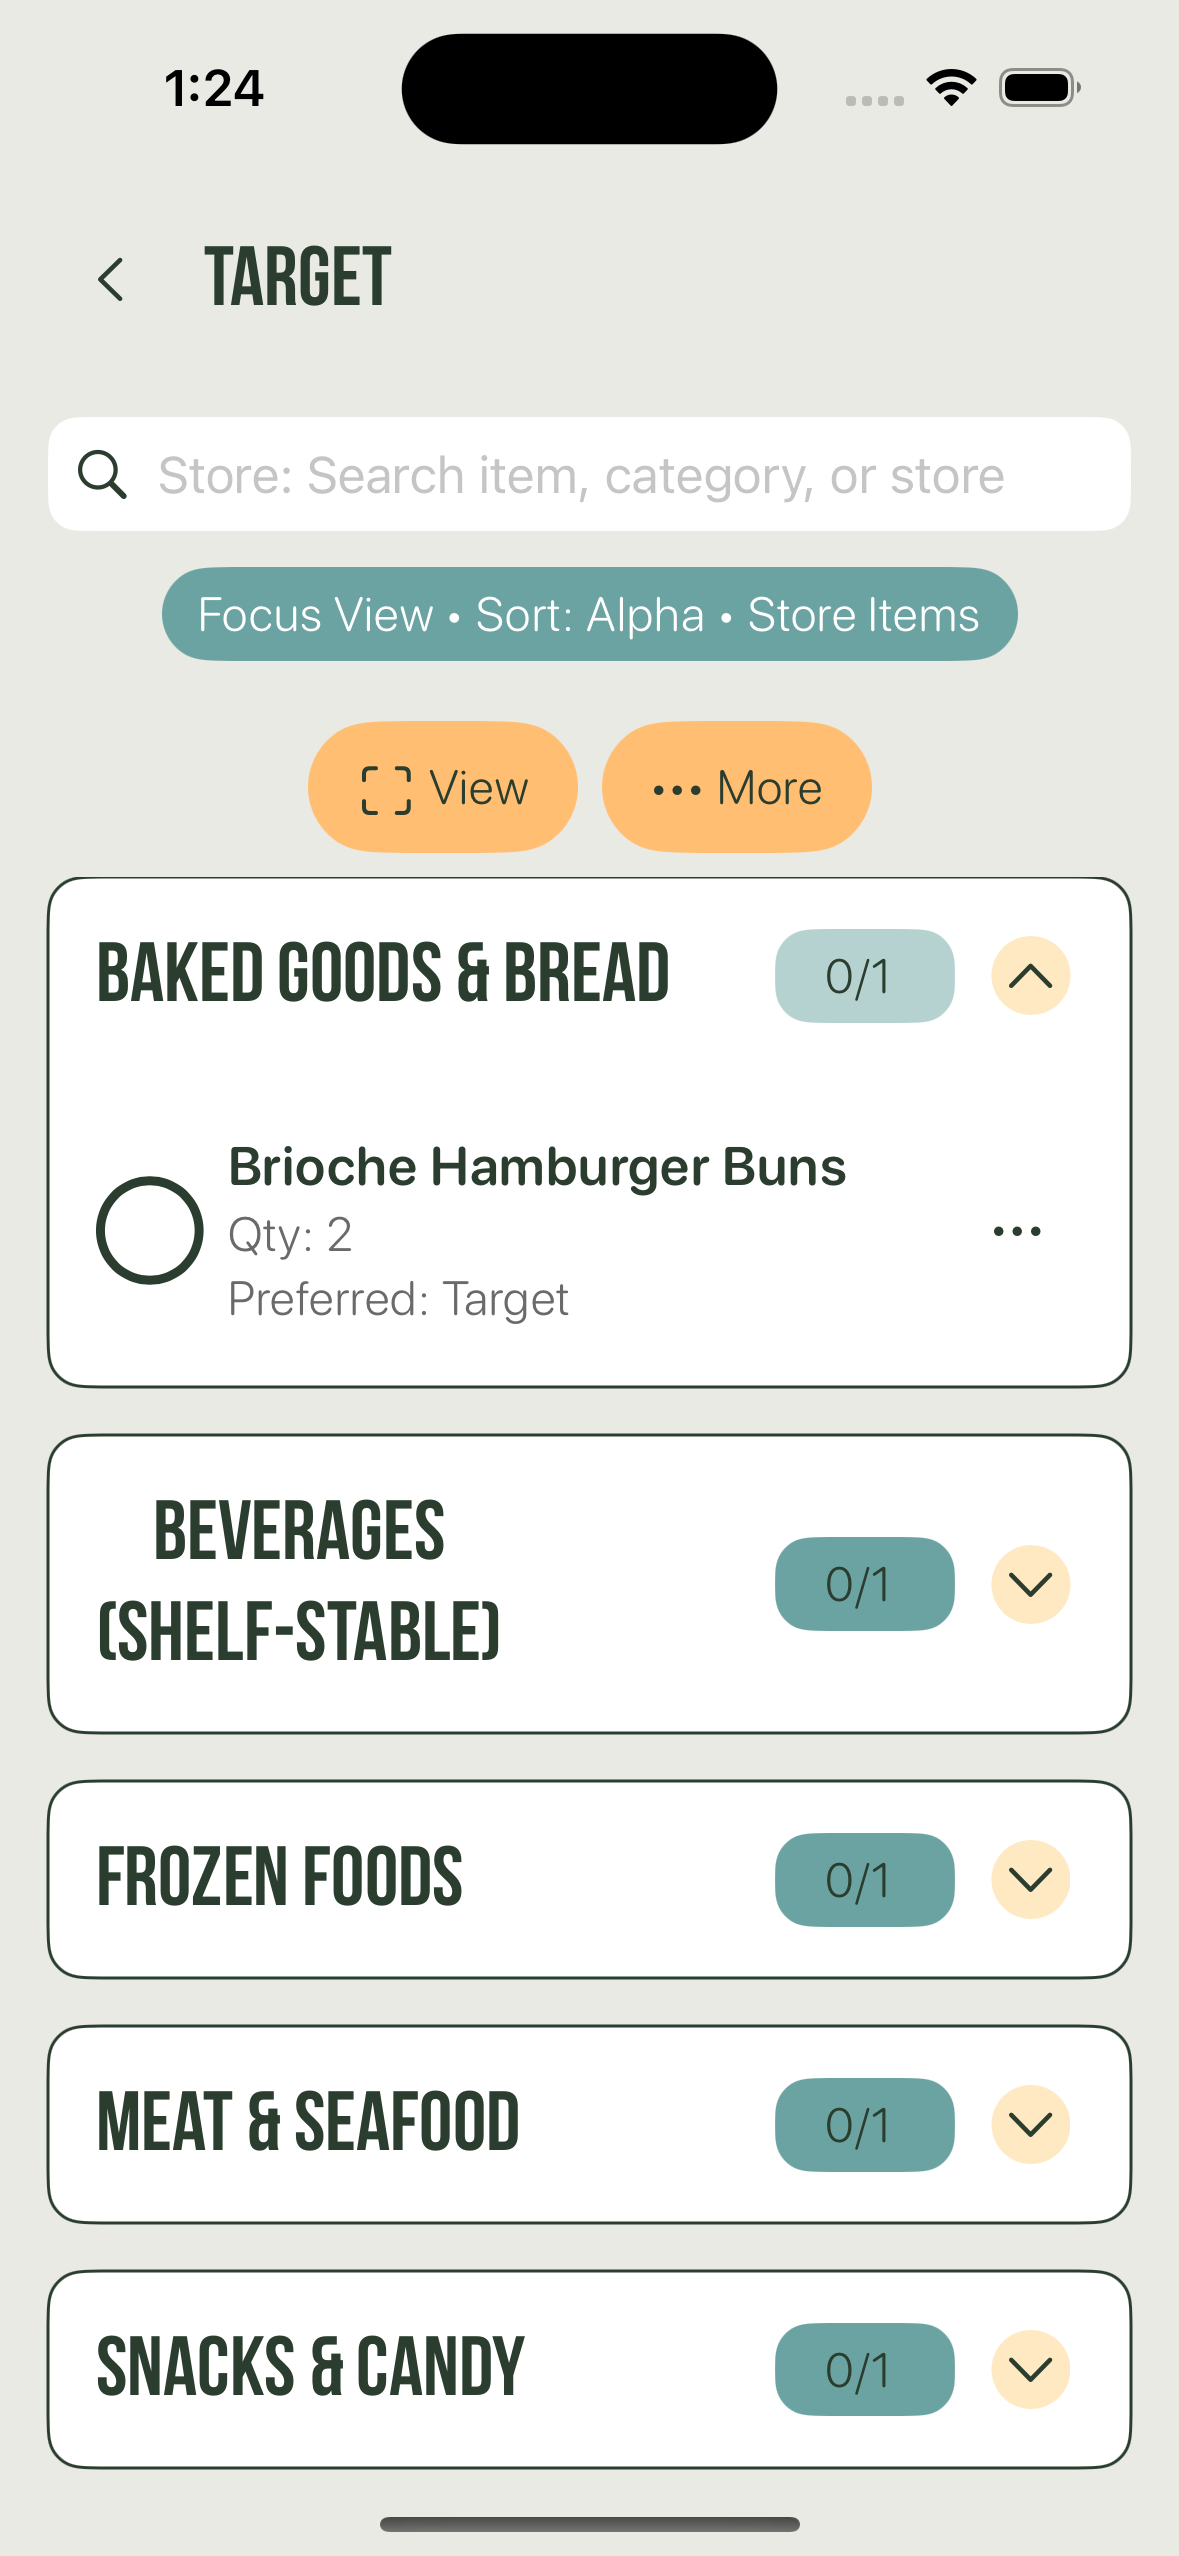 1:24
TARGET
Store: Search item, category, or store
Focus View • Sort: Alpha • Store Items
View
More
BAKED GOODS & BREAD
0/1
Brioche Hamburger Buns
Qty: 2
Preferred: Target
BEVERAGES
(SHELF-STABLE)
0/1
FROZEN FOODS
0/1
MEAT & SEAFOOD
0/1
SNACKS & CANDY
0/1